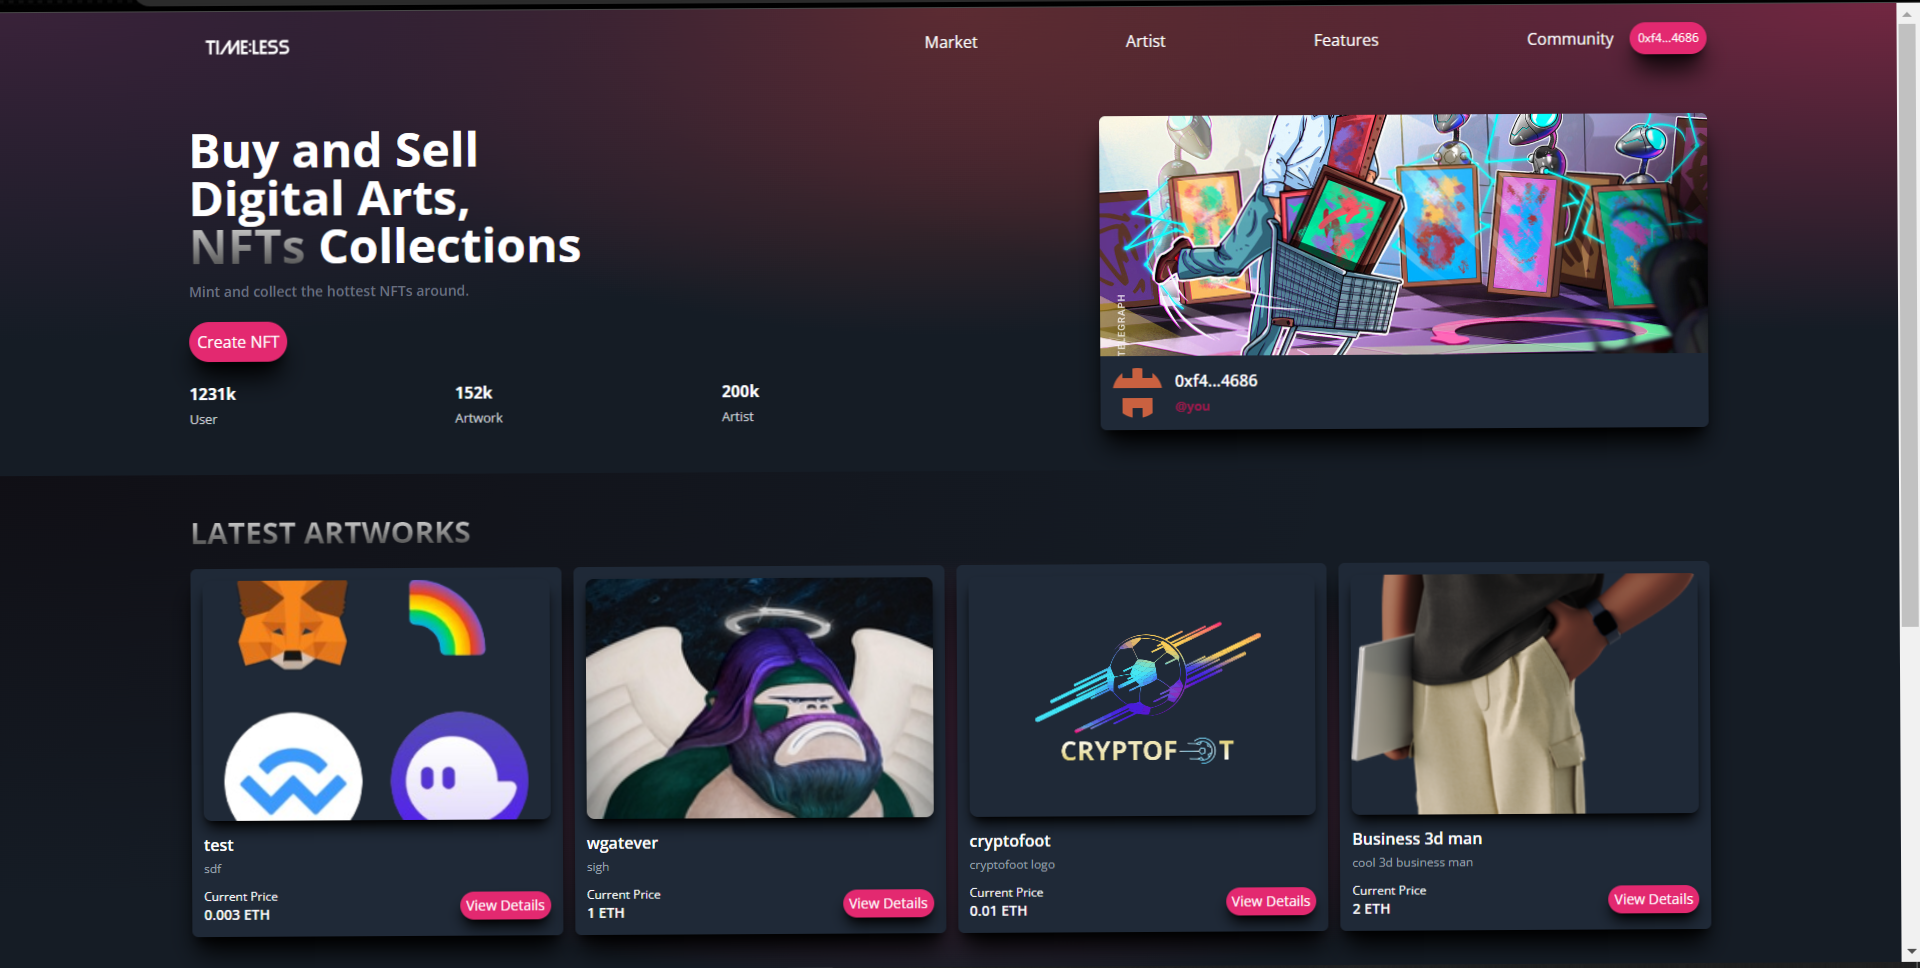 TIME:LESS
Market
Artist
Features
Community
0xf4...4686
Buy and Sell
Digital Arts,
NFTs Collections
Mint and collect the hottest NFTs around.
Create NFT
1231k
User
152k
Artwork
200k
Artist
TELEGRAPH
0xf4...4686
@you
LATEST ARTWORKS
test
sdf
Current Price
0.003 ETH
View Details
wgatever
sigh
Current Price
1 ETH
View Details
CRYPTOFOT
cryptofoot
cryptofoot logo
Current Price
0.01 ETH
View Details
Business 3d man
cool 3d business man
Current Price
2 ETH
View Details